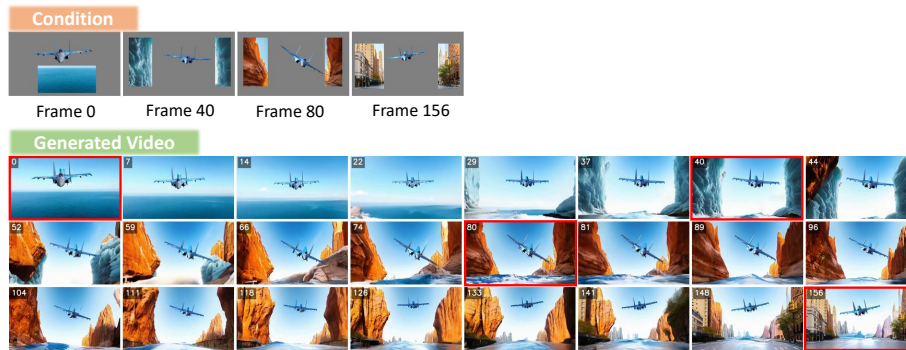 Condition
Frame 0 Frame 40 Frame 80 Frame 156
Generated Video
0 7 14 22 29 37 40 44
52 59 66 74 80 81 89 96
104 111 118 126 133 141 148 156